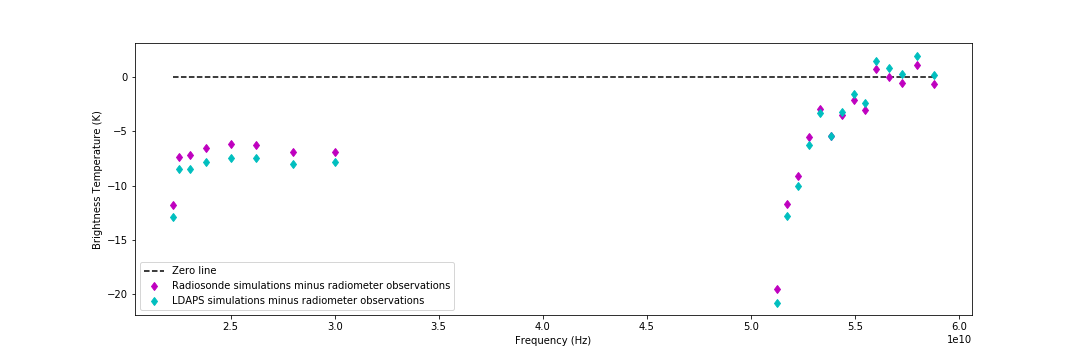 0
−5
−10
−15
−20
Brightness Temperature (K)
Zero line
Radiosonde simulations minus radiometer observations
LDAPS simulations minus radiometer observations
2.5 3.0 3.5 4.0 4.5 5.0 5.5 6.0
1e10
Frequency (Hz)